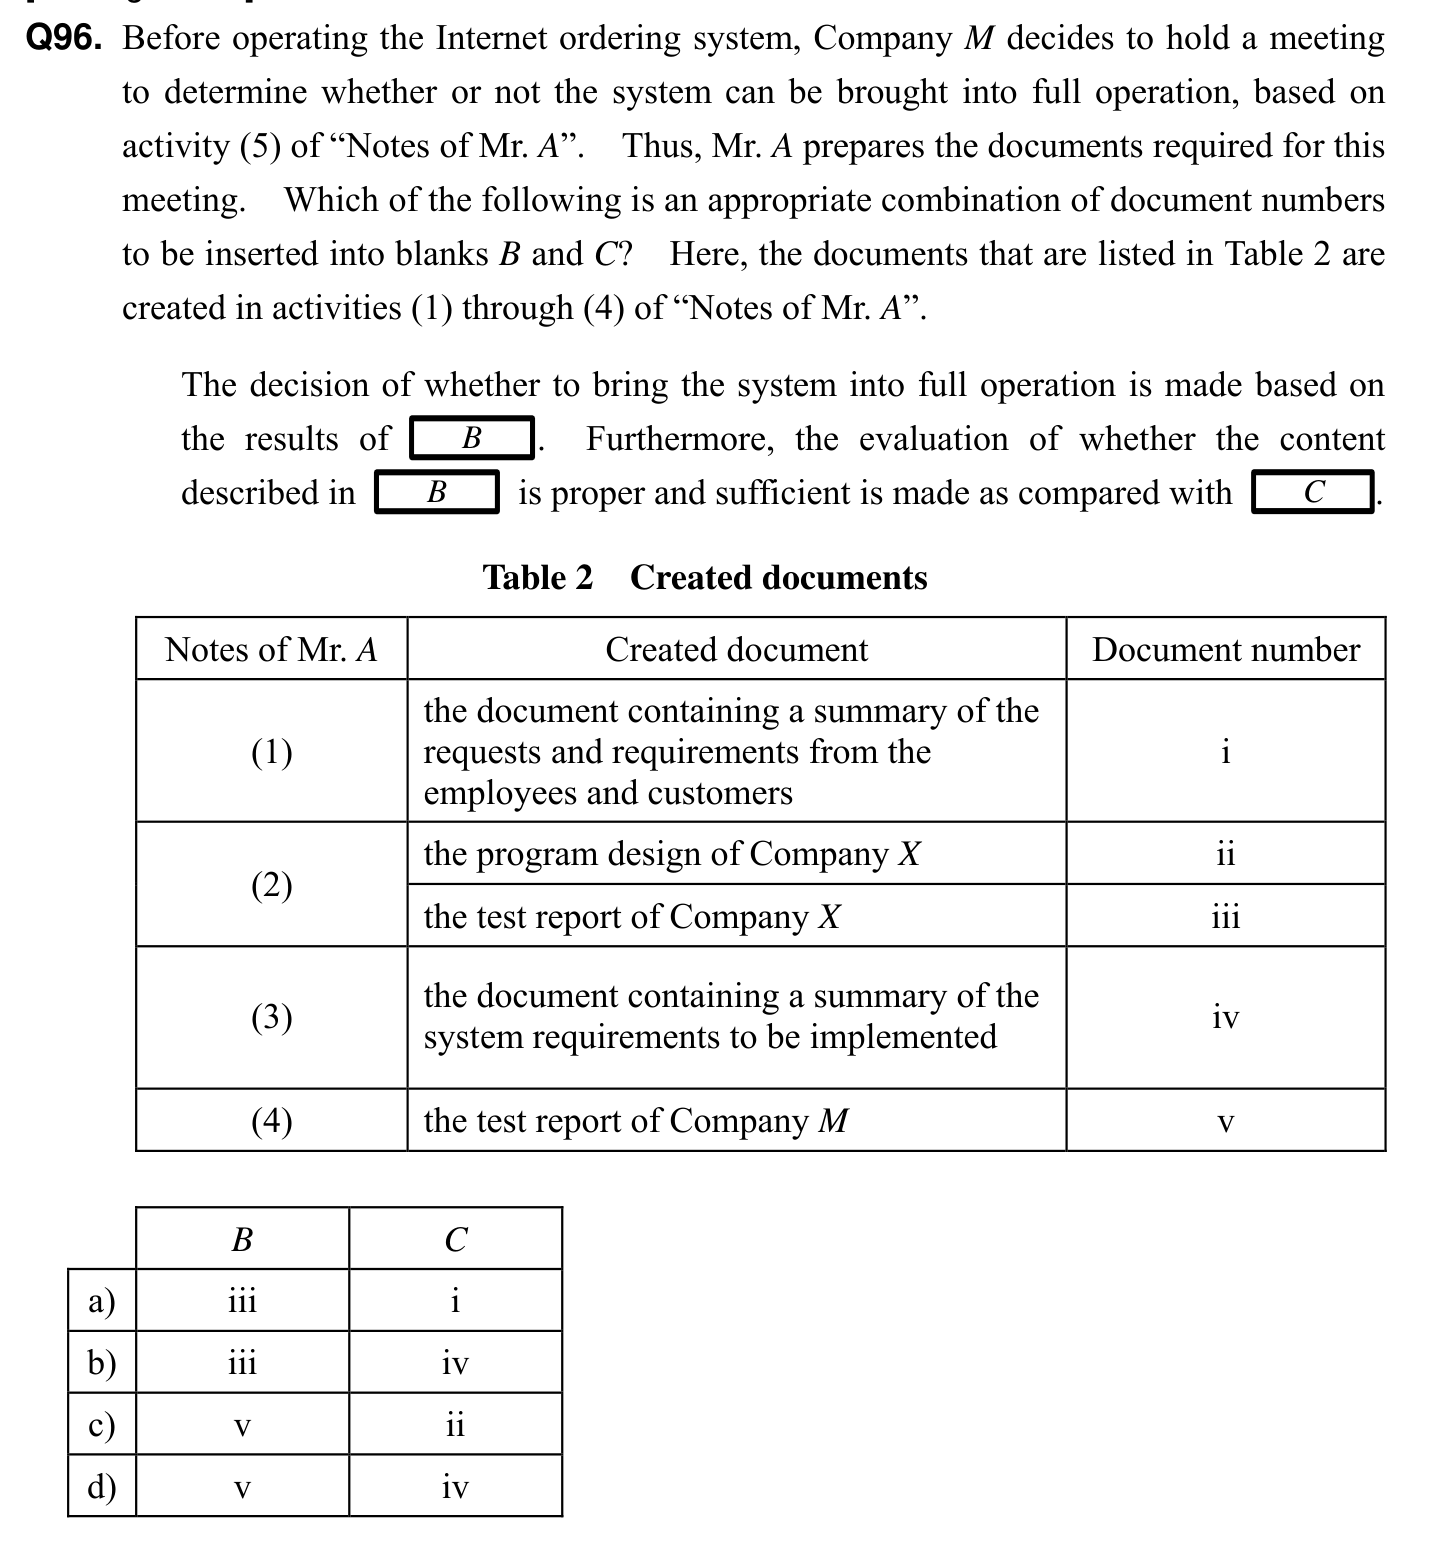 Q96. Before operating the Internet ordering system, Company M decides to hold a meeting
to determine whether or not the system can be brought into full operation, based on
activity (5) of “Notes of Mr. A”. Thus, Mr. A prepares the documents required for this
meeting. Which of the following is an appropriate combination of document numbers
to be inserted into blanks B and C? Here, the documents that are listed in Table 2 are
created in activities (1) through (4) of “Notes of Mr. A”.
The decision of whether to bring the system into full operation is made based on
the results of B. Furthermore, the evaluation of whether the content
described in B is proper and sufficient is made as compared with C.
Table 2 Created documents
Notes of Mr. A Created document Document number
(1) the document containing a summary of the
requests and requirements from the
employees and customers i
(2) the program design of Company X ii
the test report of Company X iii
(3) the document containing a summary of the
system requirements to be implemented iv
(4) the test report of Company M v
B C
a) iii i
b) iii iv
c) v ii
d) v iv